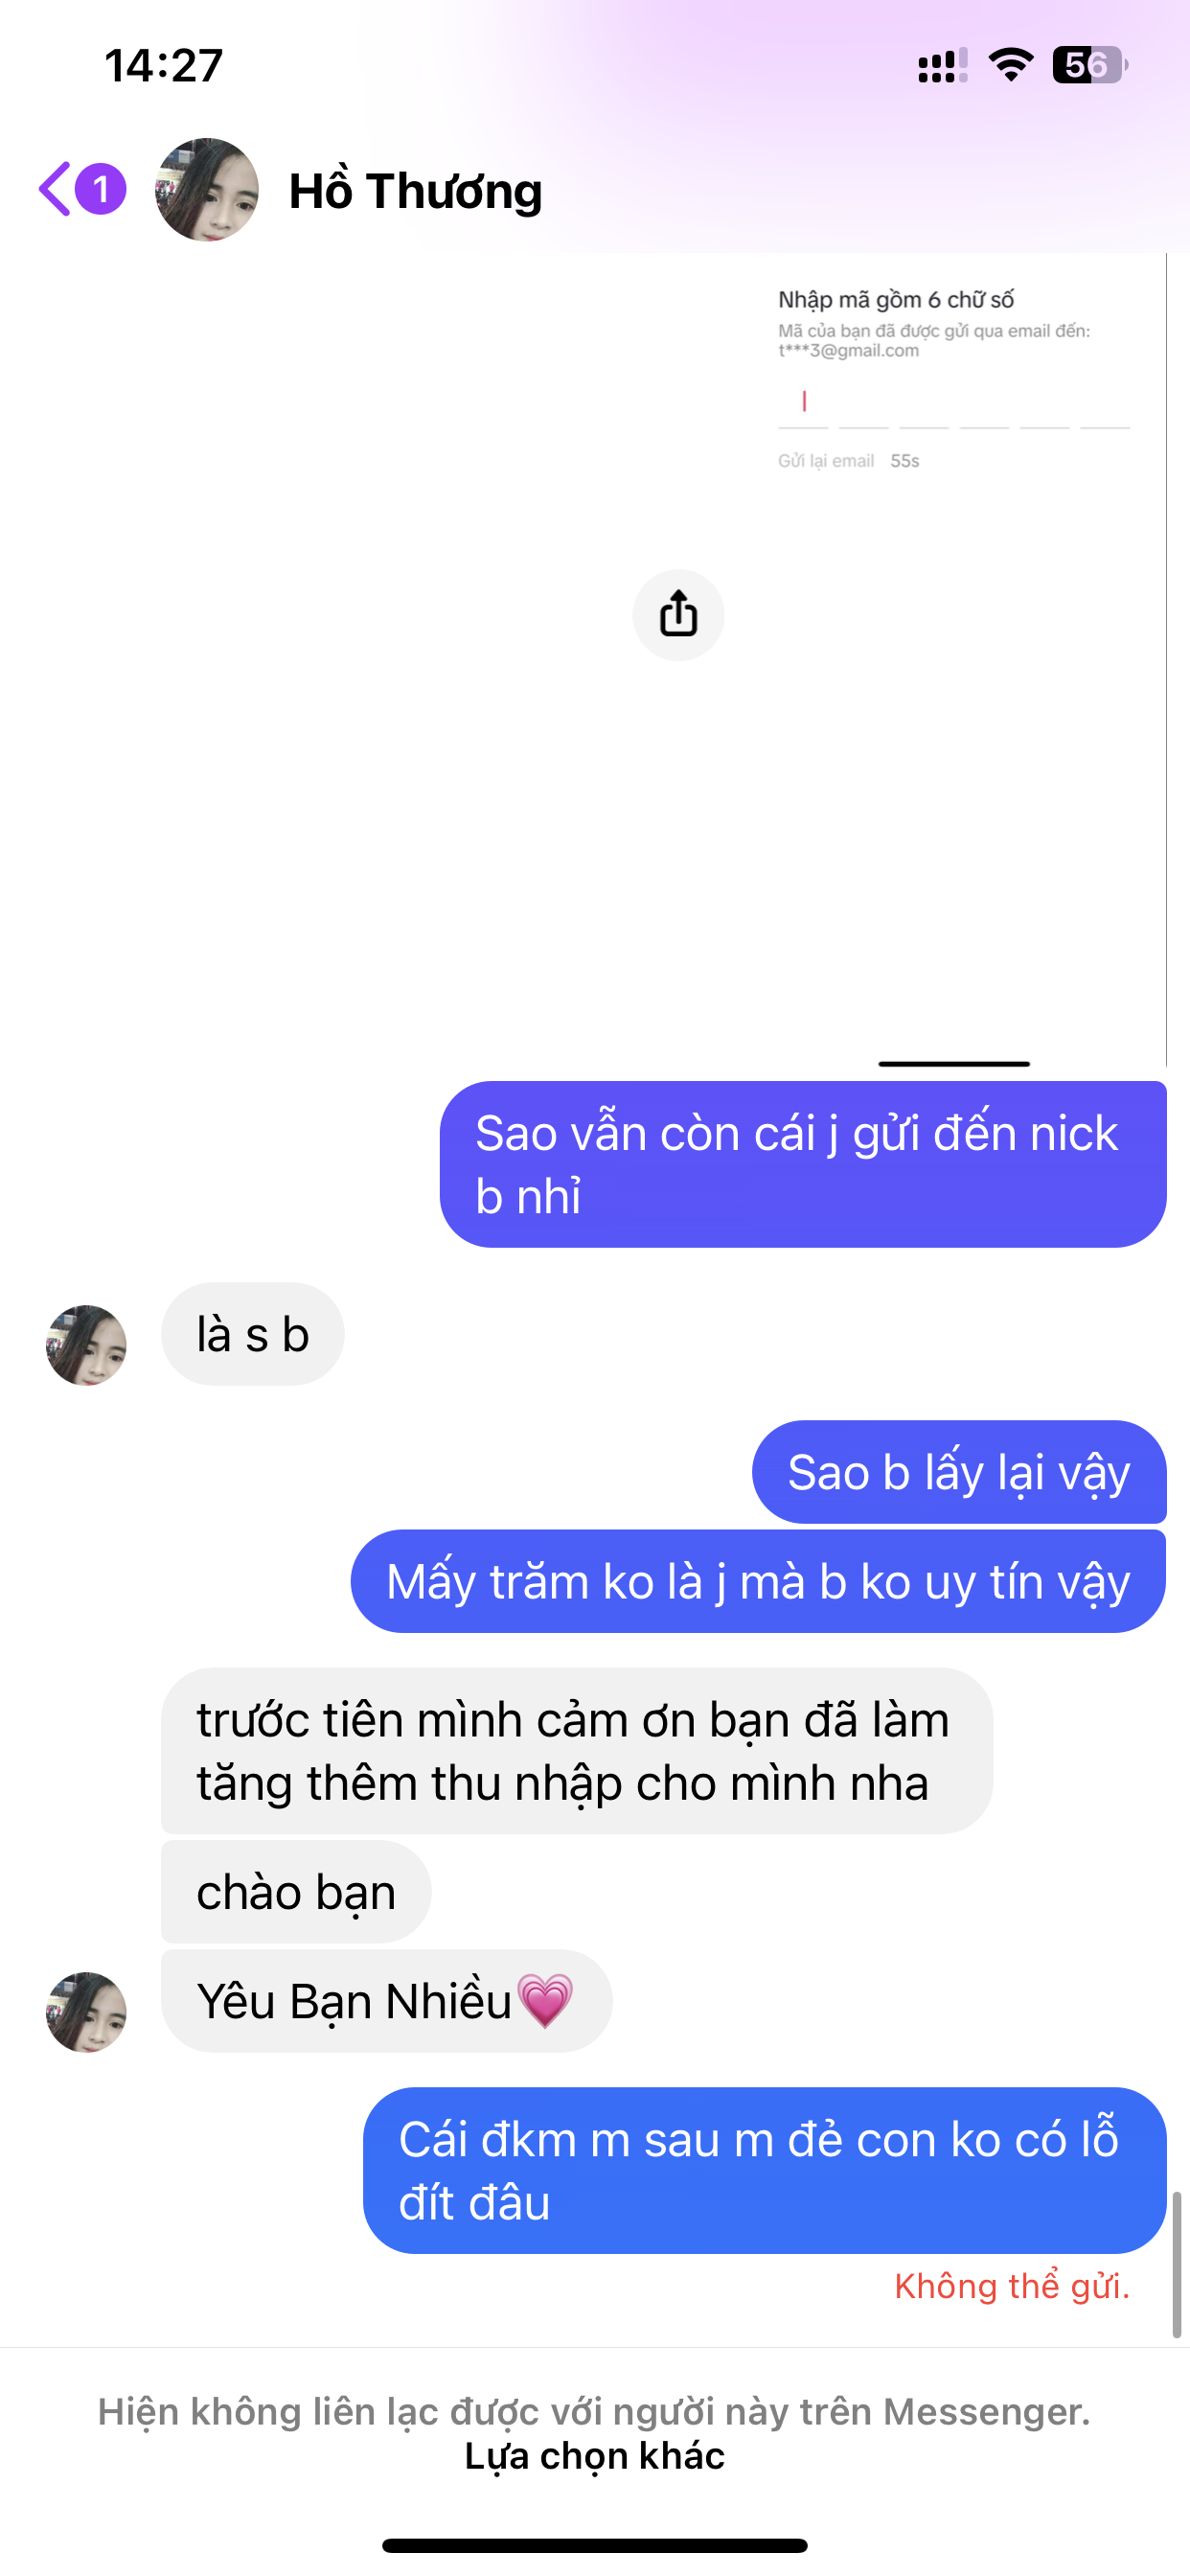 14:27
56
1
Hồ Thương
Nhập mã gồm 6 chữ số
Mã của bạn đã được gửi qua email đến:
t***3@gmail.com
Gửi lại email 55s
Sao vẫn còn cái j gửi đến nick
b nhỉ
là s b
Sao b lấy lại vậy
Mấy trăm ko là j mà b ko uy tín vậy
trước tiên mình cảm ơn bạn đã làm
tăng thêm thu nhập cho mình nha
chào bạn
Yêu Bạn Nhiều💗
Cái đkm m sau m đẻ con ko có lỗ
đít đâu
Không thể gửi.
Hiện không liên lạc được với người này trên Messenger.
Lựa chọn khác